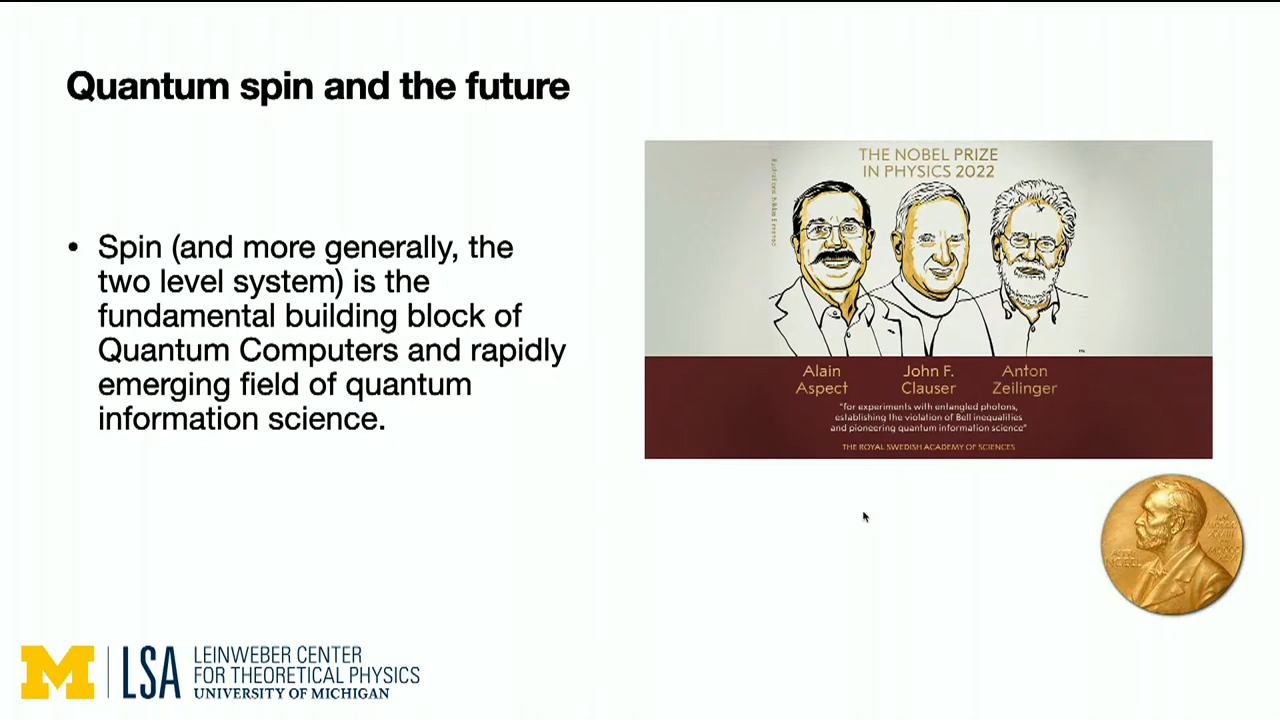 Quantum spin and the future
• Spin (and more generally, the
two level system) is the
fundamental building block of
Quantum Computers and rapidly
emerging field of quantum
information science.
THE NOBEL PRIZE
IN PHYSICS 2022
Alain
Aspect
John F.
Clauser
Anton
Zeilinger
"for experiments with entangled photons,
establishing the violation of Bell inequalities
and pioneering quantum information science"
THE ROYAL SWEDISH ACADEMY OF SCIENCES
M LSA
LEINWEBER CENTER
FOR THEORETICAL PHYSICS
UNIVERSITY OF MICHIGAN